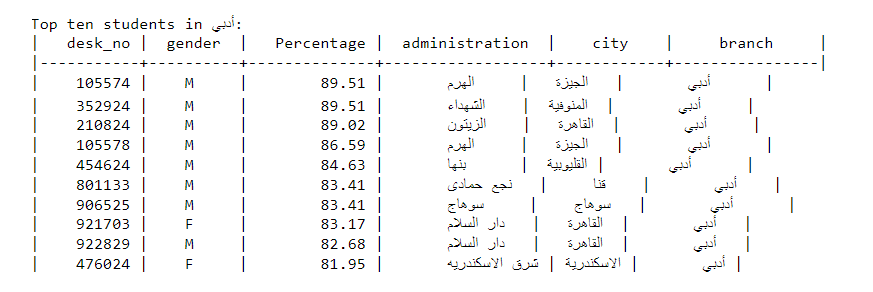 Top ten students in أدبي:
| desk_no | gender | Percentage | administration | city | branch |
|-----------+----------+--------------+------------------+------------+---------------|
| 105574 | M | 89.51 | الهرم | الجيزة | أدبي |
| 352924 | M | 89.51 | الشهداء | المنوفية | أدبي |
| 210824 | M | 89.02 | الزيتون | القاهرة | أدبي |
| 105578 | M | 86.59 | الهرم | الجيزة | أدبي |
| 454624 | M | 84.63 | بنها | القليوبية | أدبي |
| 801133 | M | 83.41 | نجع حمادى | قنا | أدبي |
| 906525 | M | 83.41 | سوهاج | سوهاج | أدبي |
| 921703 | F | 83.17 | دار السلام | القاهرة | أدبي |
| 922829 | M | 82.68 | دار السلام | القاهرة | أدبي |
| 476024 | F | 81.95 | شرق الاسكندريه | الاسكندرية | أدبي |